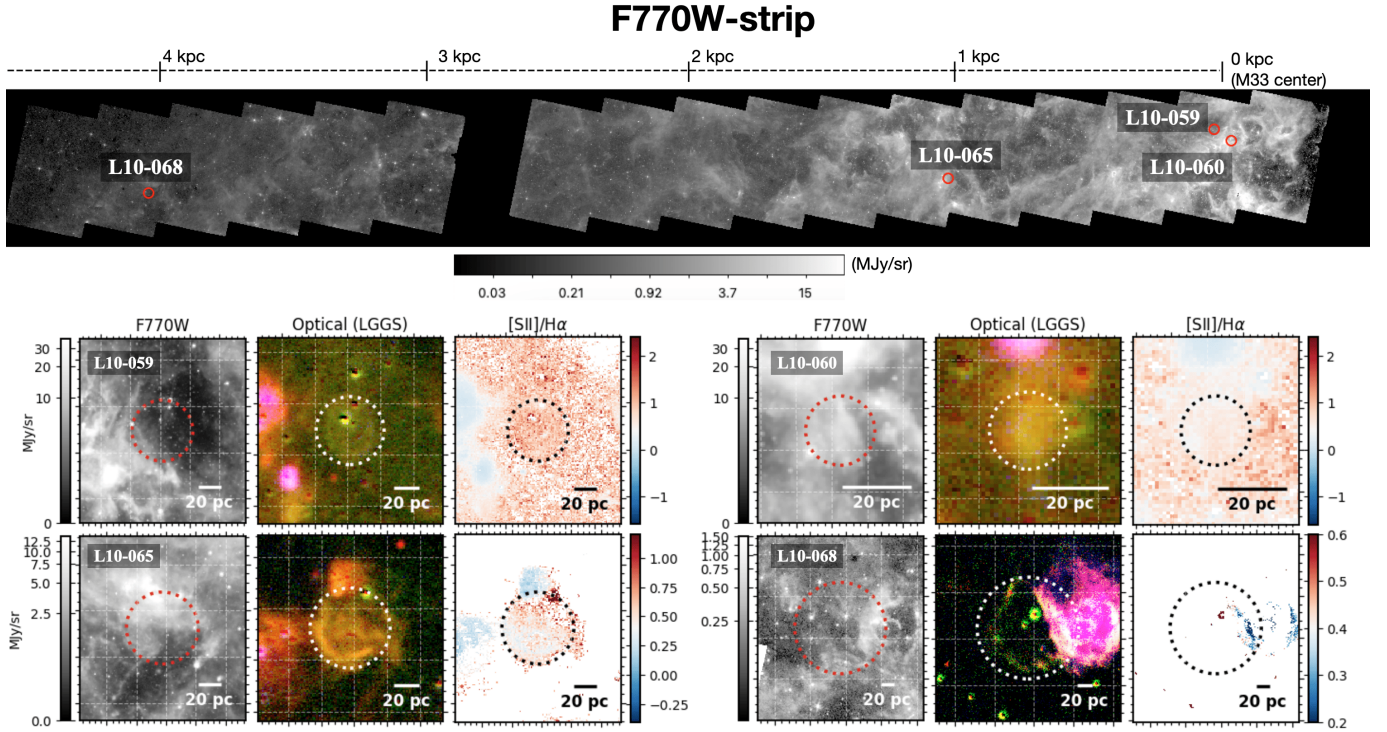 F770W-strip
4 kpc 3 kpc 2 kpc 1 kpc 0 kpc
(M33 center)
L10-059
L10-068 L10-065 L10-060
(MJy/sr)
0.03 0.21 0.92 3.7 15
F770W Optical (LGGS) [SII]/Hα F770W Optical (LGGS) [SII]/Hα
L10-059
30
20
10
0
MJy/sr
20 pc
20 pc
20 pc
2
1
0
−1
L10-060
30
20
10
0
20 pc
20 pc
20 pc
2
1
0
−1
L10-065
12.5
10.0
7.5
5.0
2.5
0.0
MJy/sr
20 pc
20 pc
20 pc
1.00
0.75
0.50
0.25
0.00
−0.25
L10-068
1.50
1.25
1.00
0.75
0.50
0.25
20 pc
20 pc
20 pc
0.6
0.5
0.4
0.3
0.2